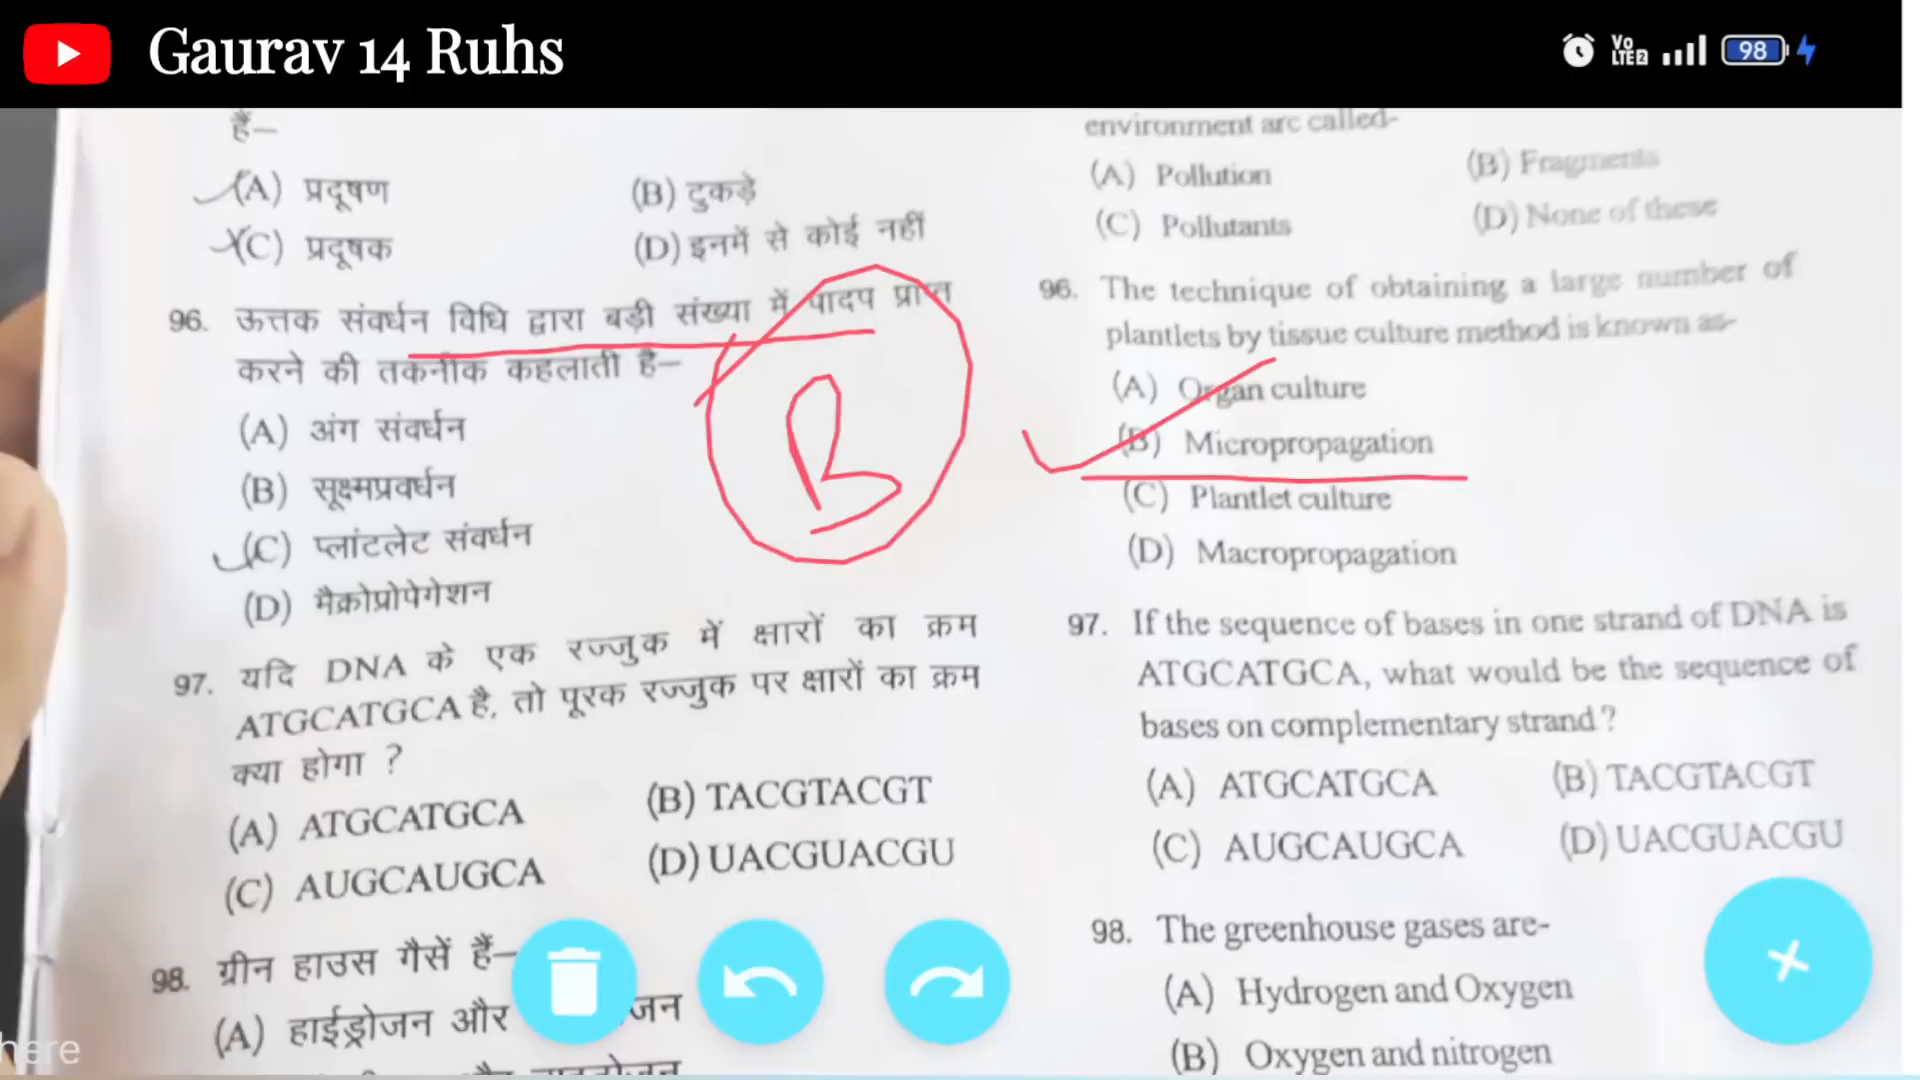 Gaurav 14 Ruhs
Vo
LTE2
98
हैं—
(A) प्रदूषण
(B) टुकड़े
(C) प्रदूषक
(D) इनमें से कोई नहीं
96. ऊत्तक संवर्धन विधि द्वारा बड़ी संख्या में पादप प्राप्त
करने की तकनीक कहलाती है—
(A) अंग संवर्धन
(B) सूक्ष्मप्रवर्धन
(C) प्लांटलेट संवर्धन
(D) मैक्रोप्रोपेगेशन
B
97. यदि DNA के एक रज्जुक में क्षारों का क्रम
ATGCATGCA है, तो पूरक रज्जुक पर क्षारों का क्रम
क्या होगा ?
(A) ATGCATGCA
(B) TACGTACGT
(C) AUGCAUGCA
(D) UACGUACGU
98. ग्रीन हाउस गैसें हैं—
(A) हाईड्रोजन और
here
environment are called-
(A) Pollution
(B) Fragments
(C) Pollutants
(D) None of these
96. The technique of obtaining a large number of
plantlets by tissue culture method is known as-
(A) Organ culture
(B) Micropropagation
(C) Plantlet culture
(D) Macropropagation
97. If the sequence of bases in one strand of DNA is
ATGCATGCA, what would be the sequence of
bases on complementary strand ?
(A) ATGCATGCA
(B) TACGTACGT
(C) AUGCAUGCA
(D) UACGUACGU
98. The greenhouse gases are-
(A) Hydrogen and Oxygen
(B) Oxygen and nitrogen